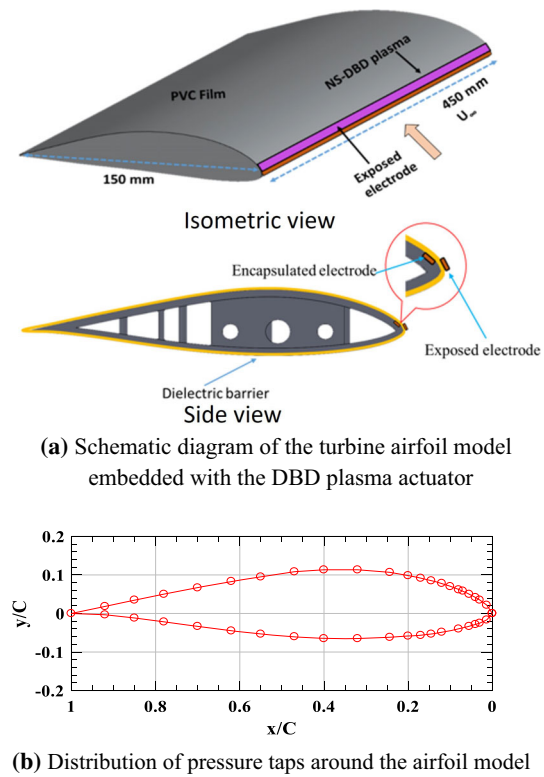 NS-DBD plasma
PVC Film
450 mm
U∞
Exposed
electrode
150 mm
Isometric view
Encapsulated electrode
Exposed electrode
Dielectric barrier
Side view
(a) Schematic diagram of the turbine airfoil model
embedded with the DBD plasma actuator
0.2
0.1
0
-0.1
-0.2
y/C
1 0.8 0.6 0.4 0.2 0
x/C
(b) Distribution of pressure taps around the airfoil model